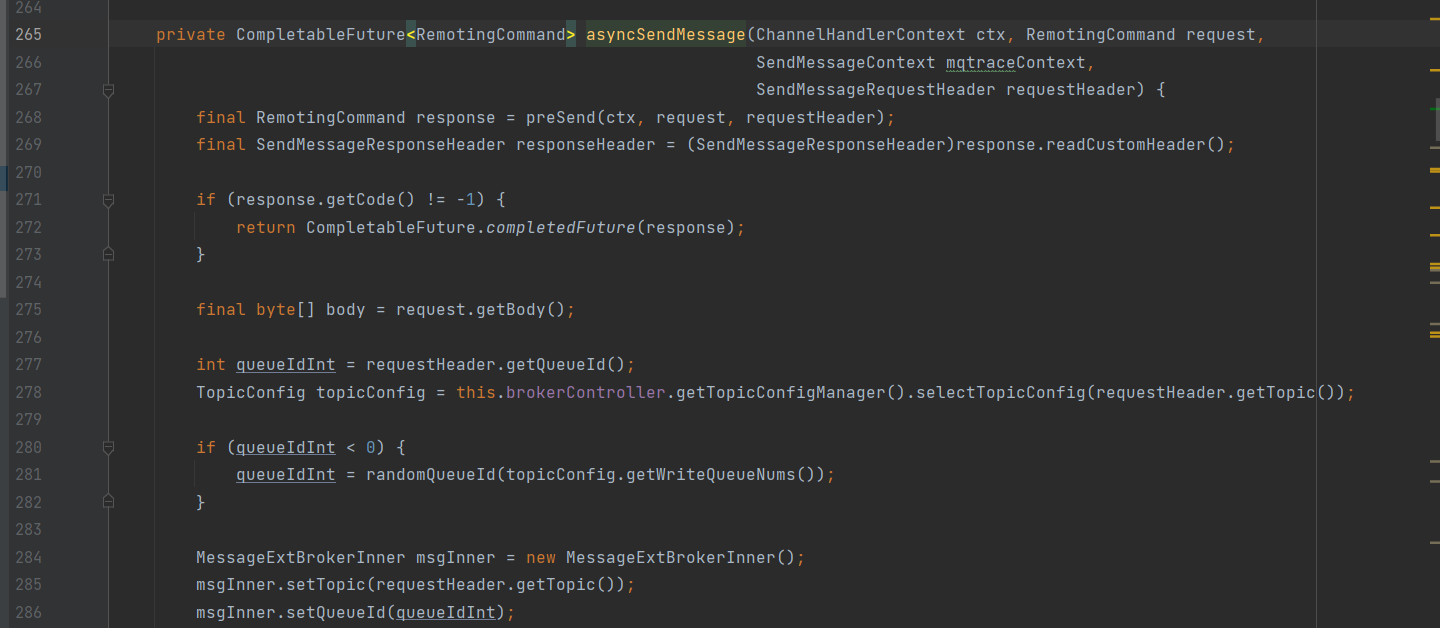 264
265 private CompletableFuture<RemotingCommand> asyncSendMessage(ChannelHandlerContext ctx, RemotingCommand request,
266 SendMessageContext mqtraceContext,
267 SendMessageRequestHeader requestHeader) {
268 final RemotingCommand response = preSend(ctx, request, requestHeader);
269 final SendMessageResponseHeader responseHeader = (SendMessageResponseHeader)response.readCustomHeader();
270
271 if (response.getCode() != -1) {
272 return CompletableFuture.completedFuture(response);
273 }
274
275 final byte[] body = request.getBody();
276
277 int queueIdInt = requestHeader.getQueueId();
278 TopicConfig topicConfig = this.brokerController.getTopicConfigManager().selectTopicConfig(requestHeader.getTopic());
279
280 if (queueIdInt < 0) {
281 queueIdInt = randomQueueId(topicConfig.getWriteQueueNums());
282 }
283
284 MessageExtBrokerInner msgInner = new MessageExtBrokerInner();
285 msgInner.setTopic(requestHeader.getTopic());
286 msgInner.setQueueId(queueIdInt);